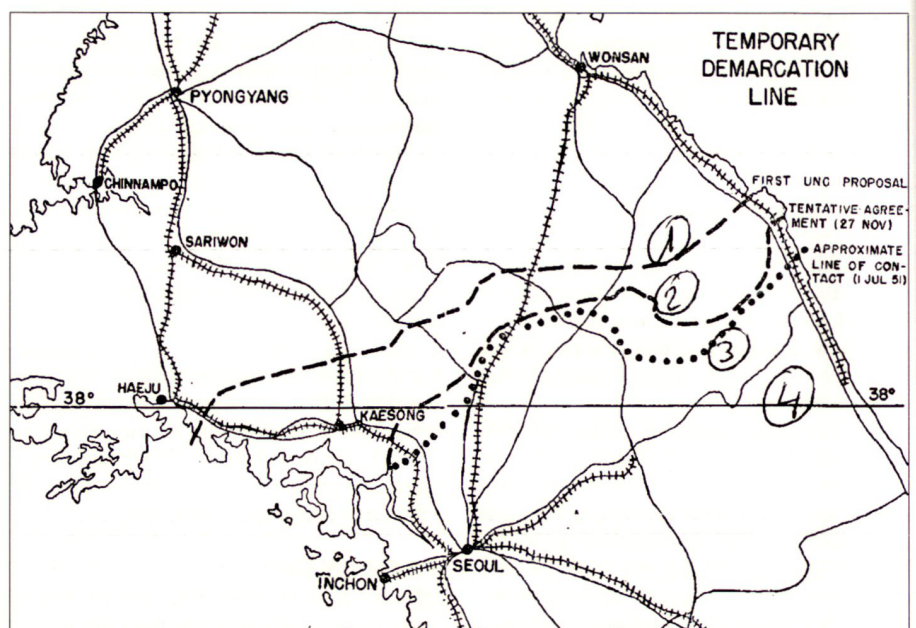 TEMPORARY
DEMARCATION
LINE
WONSAN
PYONGYANG
CHINNAMPO
FIRST UNC PROPOSAL
TENTATIVE AGREE-
MENT (27 NOV)
SARIWON
APPROXIMATE
LINE OF CON-
TACT (1 JUL 51)
1
2
3
4
HAEJU
38°
38°
KAESONG
SEOUL
INCHON